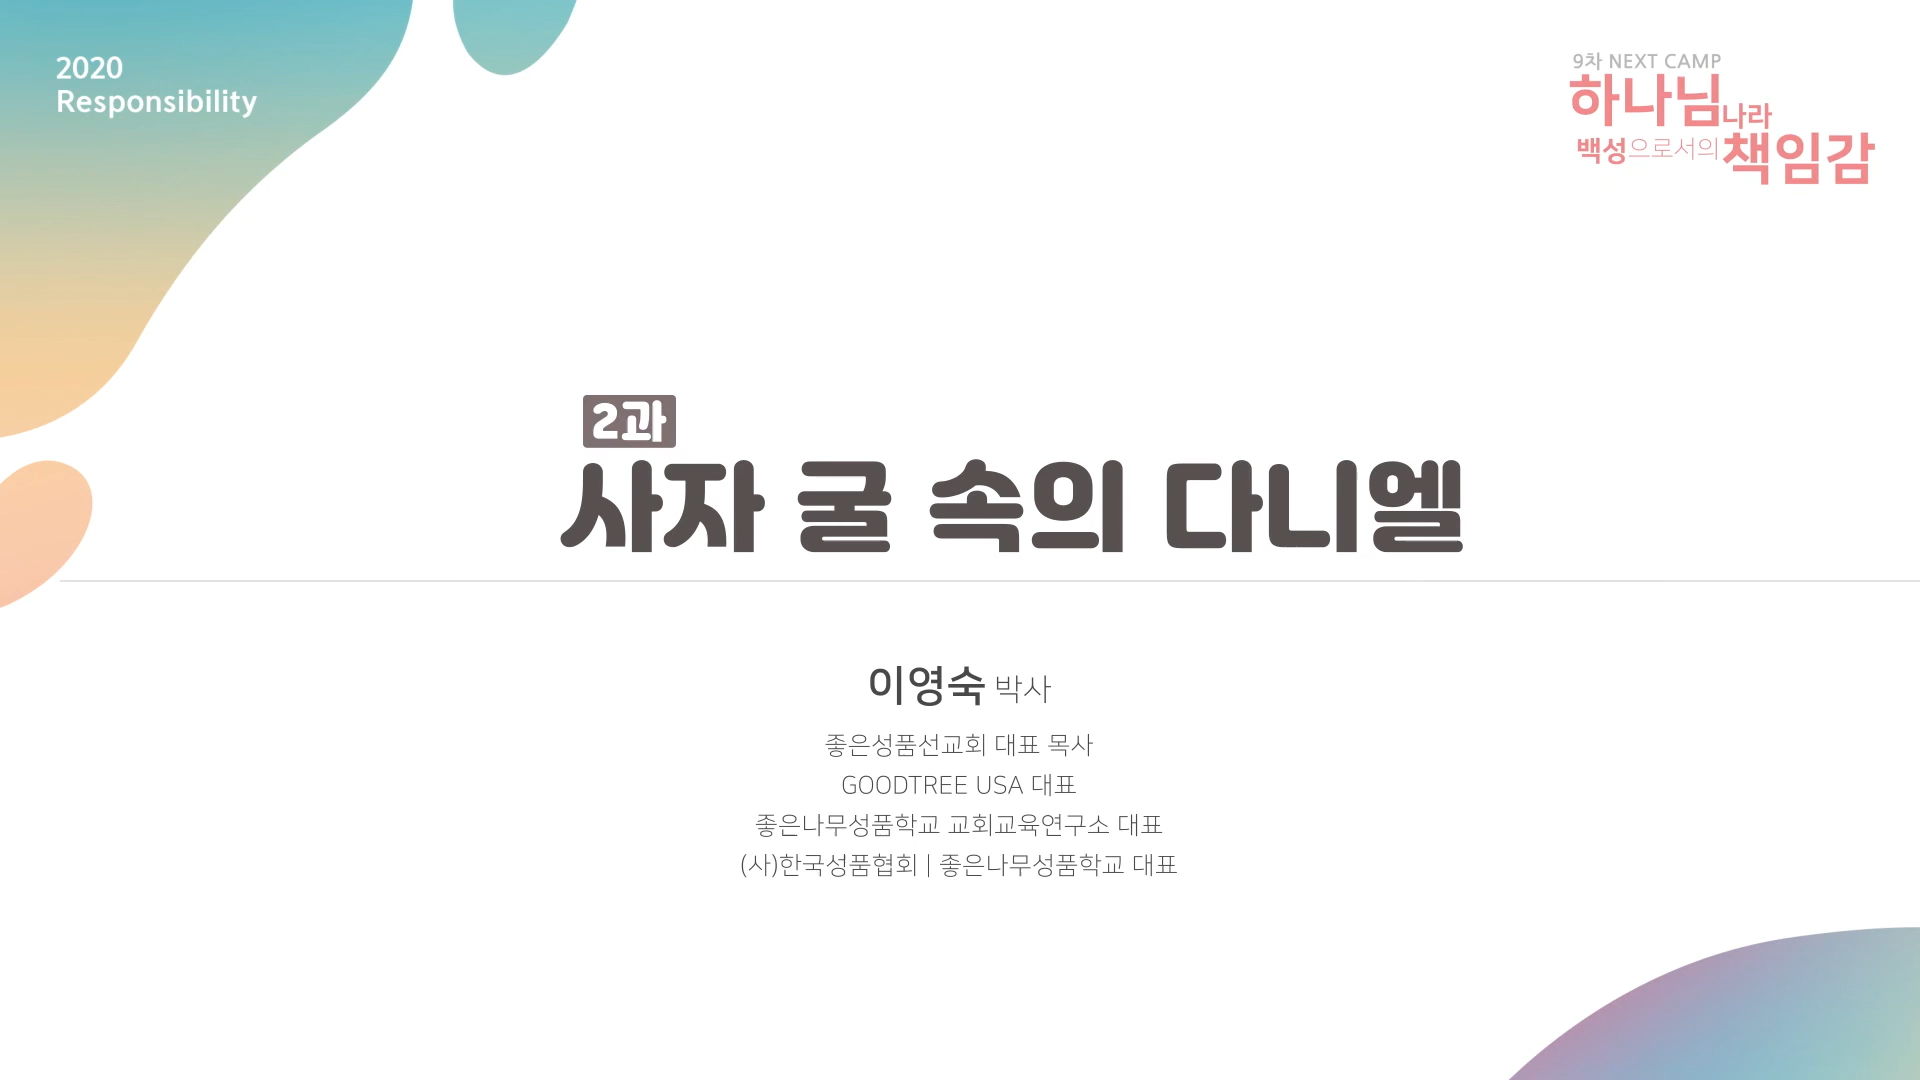 2020
Responsibility
9차 NEXT CAMP
하나님나라
백성으로서의 책임감
2과
사자 굴 속의 다니엘
이영숙 박사
좋은성품선교회 대표 목사
GOODTREE USA 대표
좋은나무성품학교 교회교육연구소 대표
(사)한국성품협회 | 좋은나무성품학교 대표